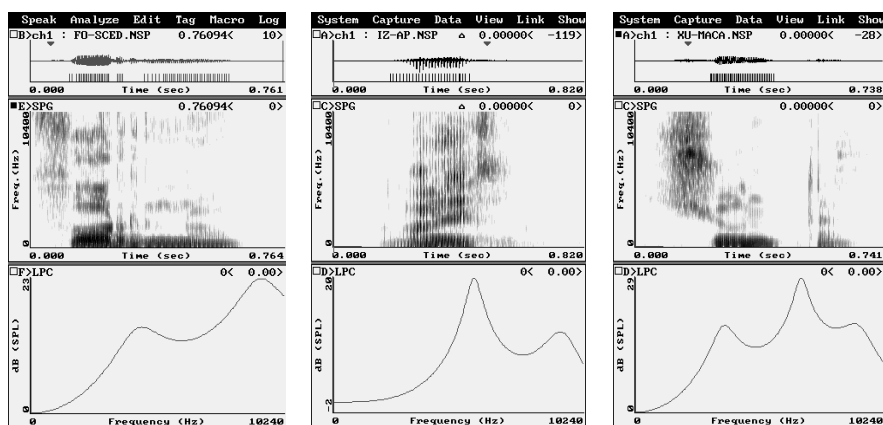 Speak Analyze Edit Tag Macro Log
B>ch1 : FO-SCED.NSP 0.76094< 10>
0.000 Time (sec) 0.761
E>SPG 0.76094< 0>
Freq.(Hz)
10400
0
0.000 Time (sec) 0.764
F>LPC 0< 0.00>
dB (SPL)
23
0
0 Frequency (Hz) 10240
System Capture Data View Link Show
A>ch1 : IZ-AP.NSP 0.00000< -119>
0.000 Time (sec) 0.820
C>SPG 0.00000< 0>
Freq.(Hz)
10400
0
0.000 Time (sec) 0.820
D>LPC 0< 0.00>
dB (SPL)
20
-2
0 Frequency (Hz) 10240
System Capture Data View Link Show
A>ch1 : XU-MACA.NSP -28>
0.000 Time (sec) 0.738
C>SPG 0.00000< 0>
Freq.(Hz)
10400
0
0.000 Time (sec) 0.741
D>LPC 0< 0.00>
dB (SPL)
29
0
0 Frequency (Hz) 10240